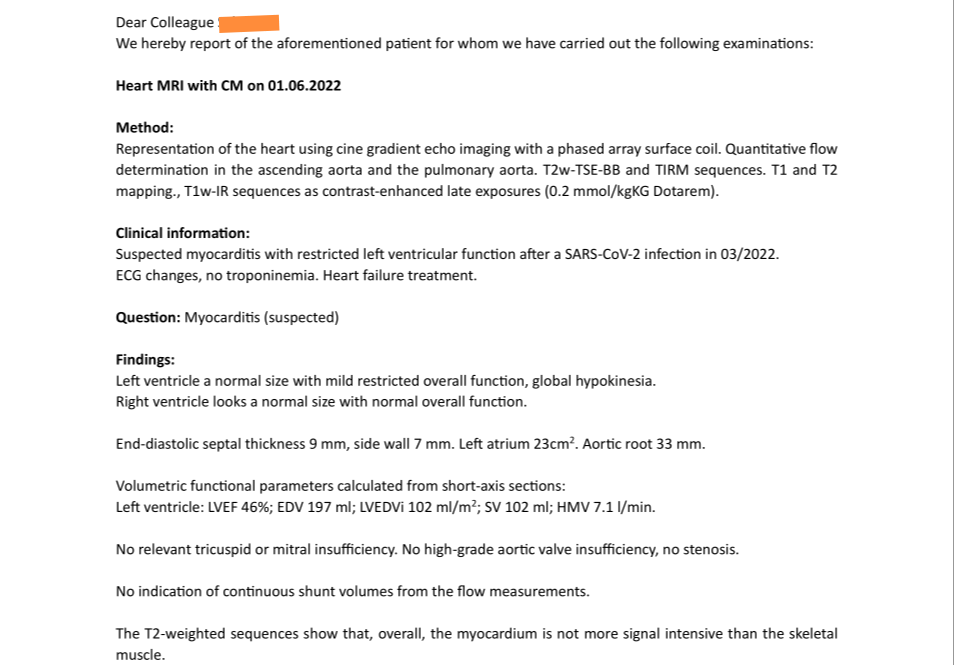 Dear Colleague
We hereby report of the aforementioned patient for whom we have carried out the following examinations:
Heart MRI with CM on 01.06.2022
Method:
Representation of the heart using cine gradient echo imaging with a phased array surface coil. Quantitative flow
determination in the ascending aorta and the pulmonary aorta. T2w-TSE-BB and TIRM sequences. T1 and T2
mapping., T1w-IR sequences as contrast-enhanced late exposures (0.2 mmol/kgKG Dotarem).
Clinical information:
Suspected myocarditis with restricted left ventricular function after a SARS-CoV-2 infection in 03/2022.
ECG changes, no troponinemia. Heart failure treatment.
Question: Myocarditis (suspected)
Findings:
Left ventricle a normal size with mild restricted overall function, global hypokinesia.
Right ventricle looks a normal size with normal overall function.
End-diastolic septal thickness 9 mm, side wall 7 mm. Left atrium 23cm². Aortic root 33 mm.
Volumetric functional parameters calculated from short-axis sections:
Left ventricle: LVEF 46%; EDV 197 ml; LVEDVi 102 ml/m²; SV 102 ml; HMV 7.1 l/min.
No relevant tricuspid or mitral insufficiency. No high-grade aortic valve insufficiency, no stenosis.
No indication of continuous shunt volumes from the flow measurements.
The T2-weighted sequences show that, overall, the myocardium is not more signal intensive than the skeletal
muscle.